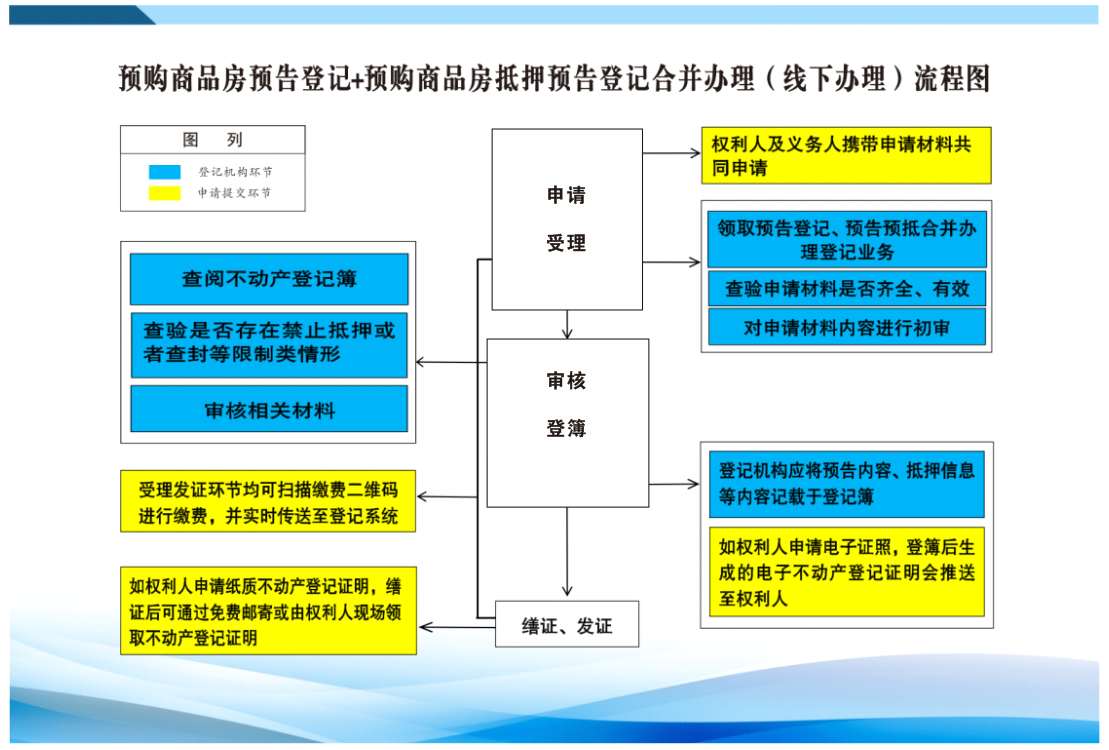 预购商品房预告登记+预购商品房抵押预告登记合并办理（线下办理）流程图
图 列
登记机构环节
申请提交环节
申请
受理
权利人及义务人携带申请材料共
同申请
领取预告登记、预告预抵合并办
理登记业务
查验申请材料是否齐全、有效
对申请材料内容进行初审
查阅不动产登记簿
查验是否存在禁止抵押或
者查封等限制类情形
审核相关材料
审核
登簿
受理发证环节均可扫描缴费二维码
进行缴费，并实时传送至登记系统
登记机构应将预告内容、抵押信息
等内容记载于登记簿
如权利人申请电子证照，登簿后生
成的电子不动产登记证明会推送
至权利人
如权利人申请纸质不动产登记证明，缮
证后可通过免费邮寄或由权利人现场领
取不动产登记证明
缮证、发证